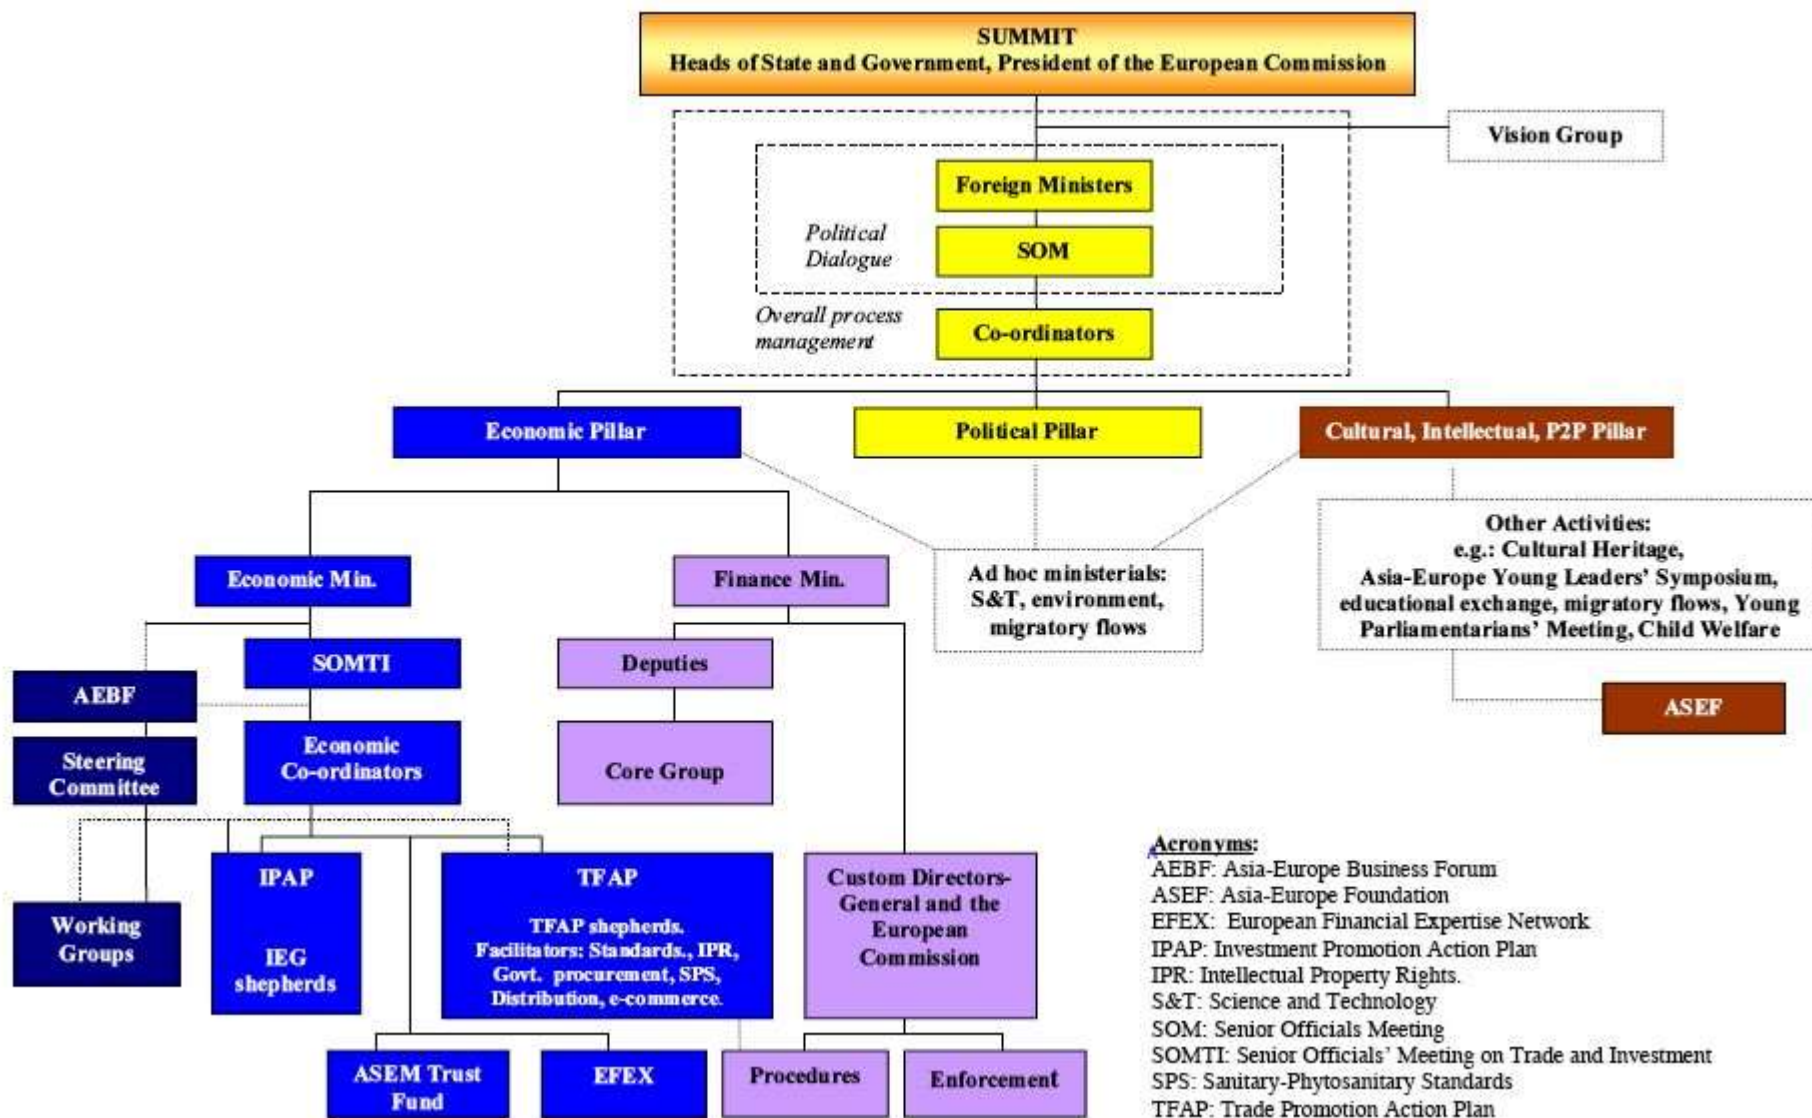 SUMMIT
Heads of State and Government, President of the European Commission
Vision Group
Foreign Ministers
Political
Dialogue
SOM
Overall process
management
Co-ordinators
Economic Pillar
Political Pillar
Cultural, Intellectual, P2P Pillar
Other Activities:
e.g.: Cultural Heritage,
Asia-Europe Young Leaders’ Symposium,
educational exchange, migratory flows, Young
Parliamentarians’ Meeting, Child Welfare
Economic Min.
Finance Min.
Ad hoc ministerials:
S&T, environment,
migratory flows
SOMTI
Deputies
AEBF
ASEF
Steering
Committee
Economic
Co-ordinators
Core Group
IPAP
IEG
shepherds
TFAP
TFAP shepherds.
Facilitators: Standards., IPR,
Govt. procurement, SPS,
Distribution, e-commerce.
Custom Directors-
General and the
European
Commission
Working
Groups
ASEM Trust
Fund
EFEX
Procedures
Enforcement
Acronyms:
AEBF: Asia-Europe Business Forum
ASEF: Asia-Europe Foundation
EFEX: European Financial Expertise Network
IPAP: Investment Promotion Action Plan
IPR: Intellectual Property Rights.
S&T: Science and Technology
SOM: Senior Officials Meeting
SOMTI: Senior Officials’ Meeting on Trade and Investment
SPS: Sanitary-Phytosanitary Standards
TFAP: Trade Promotion Action Plan